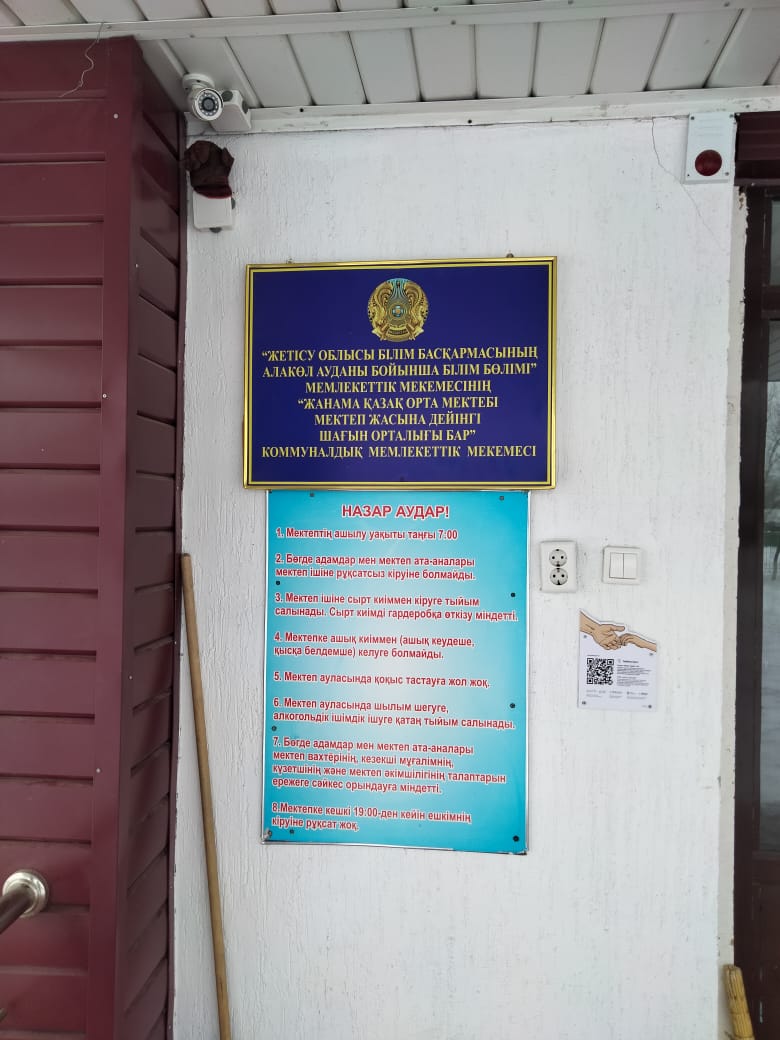 “ЖЕТІСУ ОБЛЫСЫ БІЛІМ БАСҚАРМАСЫНЫҢ
АЛАКӨЛ АУДАНЫ БОЙЫНША БІЛІМ БӨЛІМІ”
МЕМЛЕКЕТТІК МЕКЕМЕСІНІҢ
“ЖАНАМА ҚАЗАҚ ОРТА МЕКТЕБІ
МЕКТЕП ЖАСЫНА ДЕЙІНГІ
ШАҒЫН ОРТАЛЫҒЫ БАР”
КОММУНАЛДЫҚ МЕМЛЕКЕТТІК МЕКЕМЕСІ
НАЗАР АУДАР!
1. Мектептің ашылу уақыты таңғы 7:00
2. Бөгде адамдар мен мектеп ата-аналары
мектеп ішіне рұқсатсыз кіруіне болмайды.
3. Мектеп ішіне сырт киіммен кіруге тыйым
салынады. Сырт киімді гардеробқа өткізу міндетті.
4. Мектепке ашық киіммен (ашық кеудеше,
қысқа белдемше) келуге болмайды.
5. Мектеп ауласында қоқыс тастауға жол жоқ.
6. Мектеп ауласында шылым шегуге,
алкогольдік ішімдік ішуге қатаң тыйым салынады.
7. Бөгде адамдар мен мектеп ата-аналары
мектеп вахтёрінің, кезекші мұғалімнің,
күзетшінің және мектеп әкімшілігінің талаптарын
ережеге сәйкес орындауға міндетті.
8.Мектепке кешкі 19:00-ден кейін ешкімнің
кіруіне рұқсат жоқ.